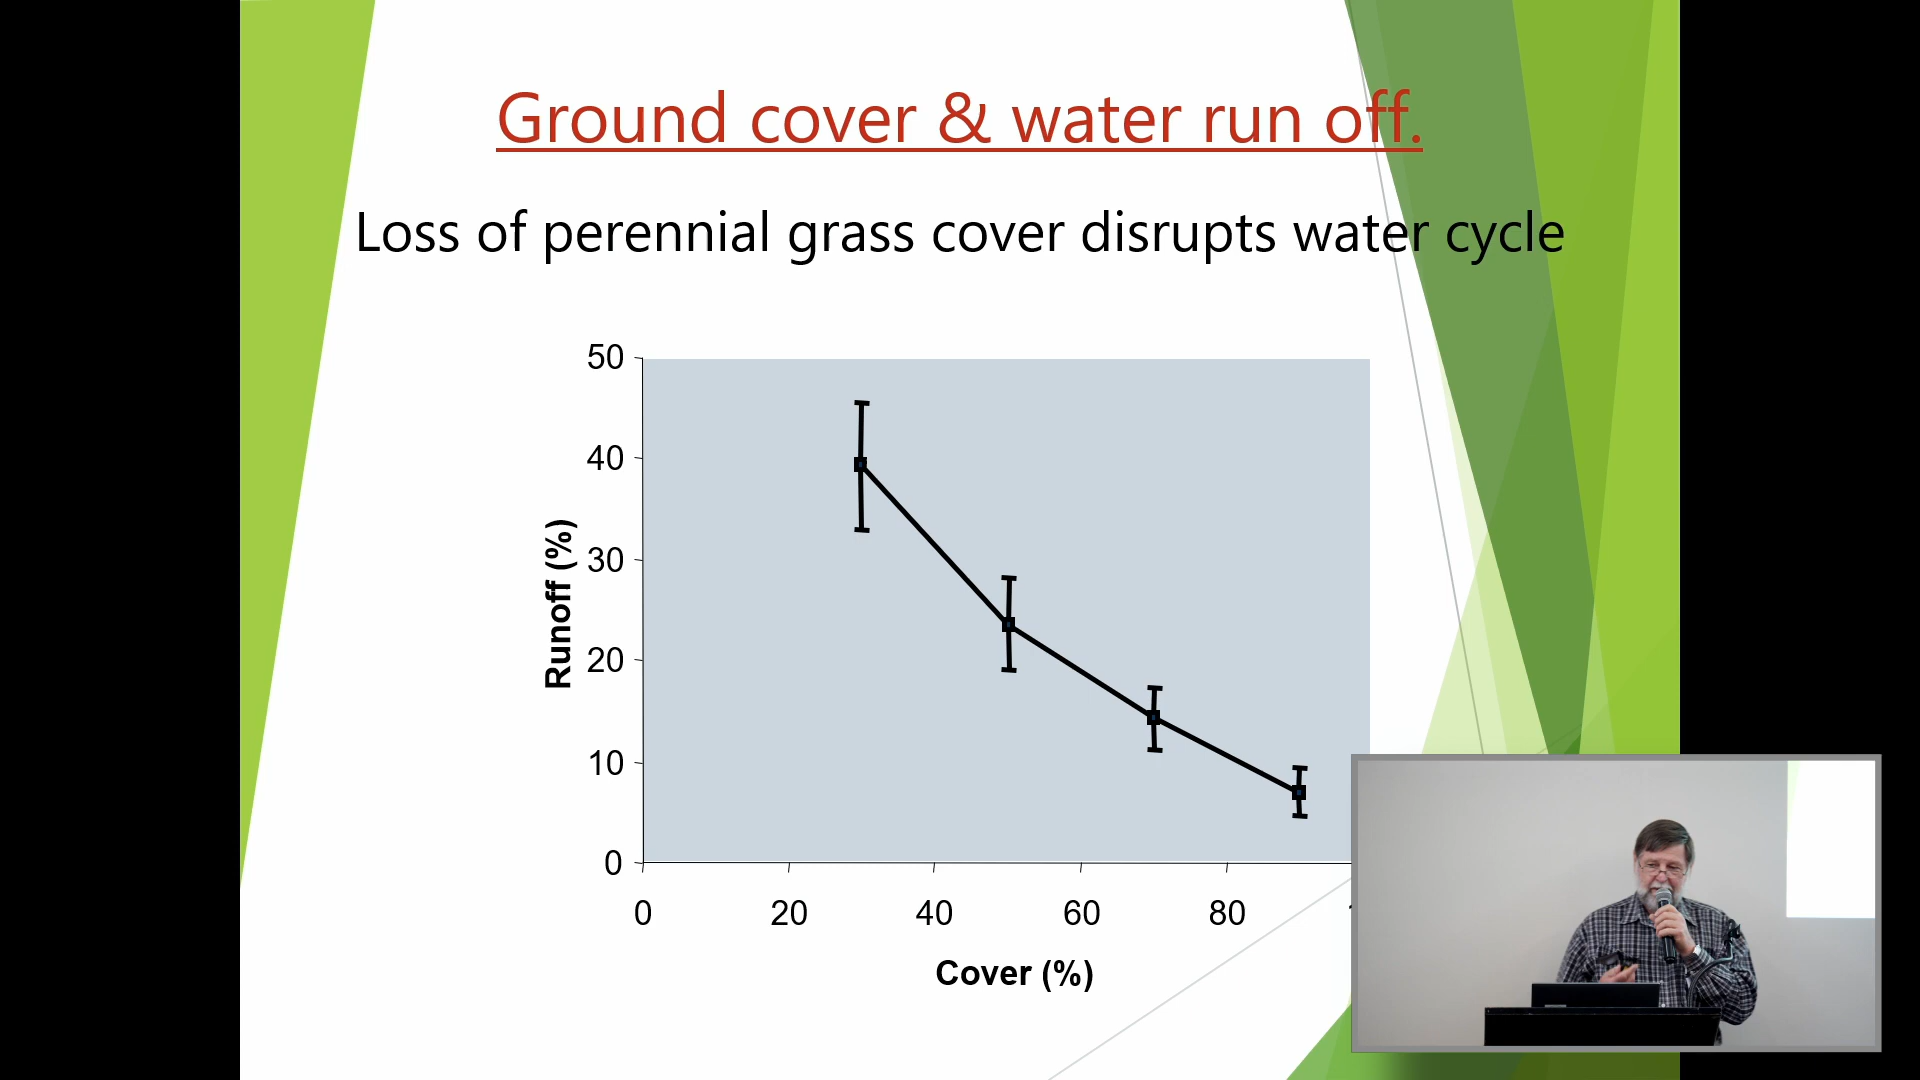 Ground cover & water run off.
Loss of perennial grass cover disrupts water cycle
50
40
30
20
10
0
Runoff (%)
0 20 40 60 80
Cover (%)